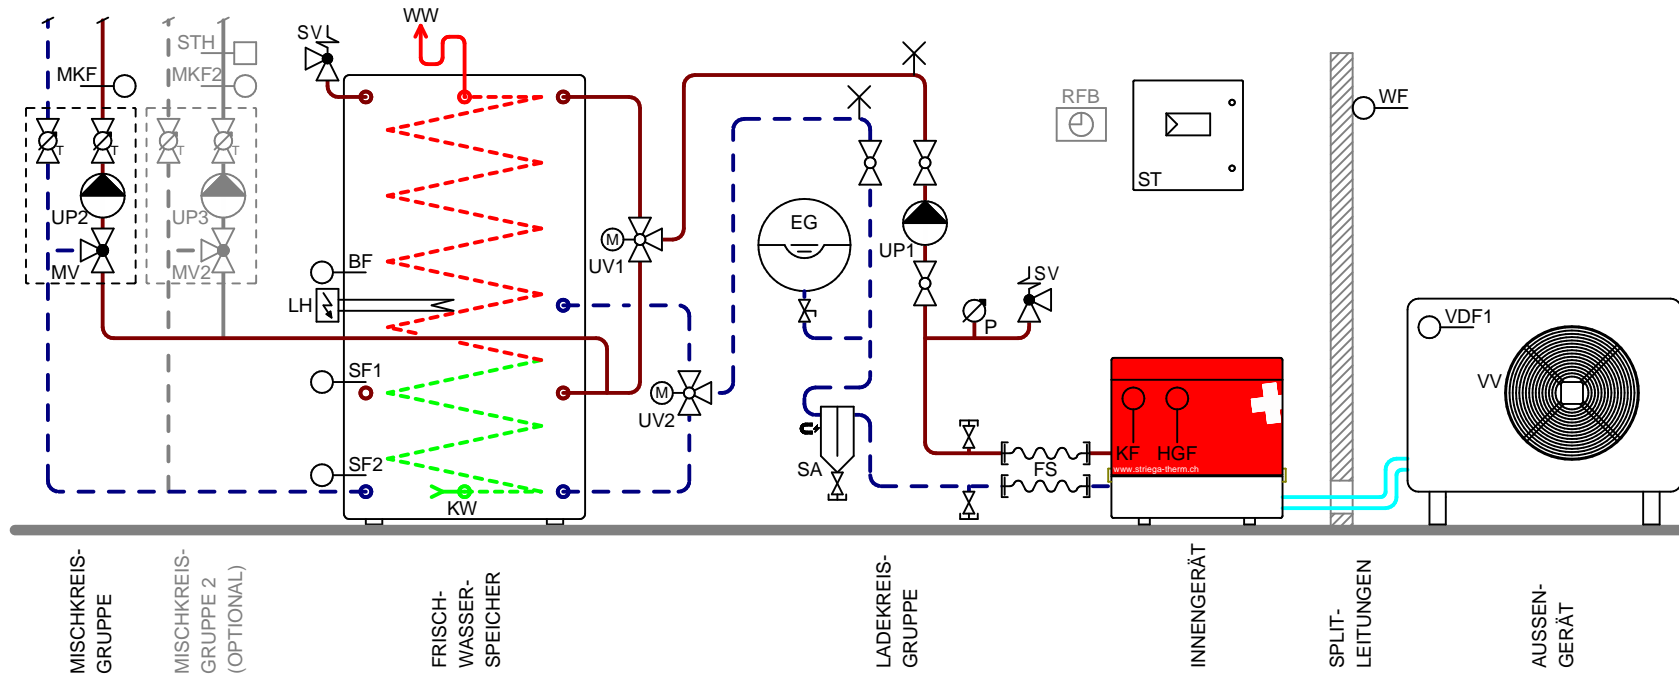 WW
SV
STH
MKF
MKF2
T
T
T
T
UP2
UP3
MV
MV2
BF
LH
SF1
SF2
KW
M
UV1
M
UV2
EG
SA
UP1
P
SV
FS
RFB
ST
WF
KF
HGF
www.striega-therm.ch
VDF1
VV
MISCHKREIS-
GRUPPE
MISCHKREIS-
GRUPPE 2
(OPTIONAL)
FRISCH-
WASSER-
SPEICHER
LADEKREIS-
GRUPPE
INNENGERÄT
SPLIT-
LEITUNGEN
AUSSEN-
GERÄT